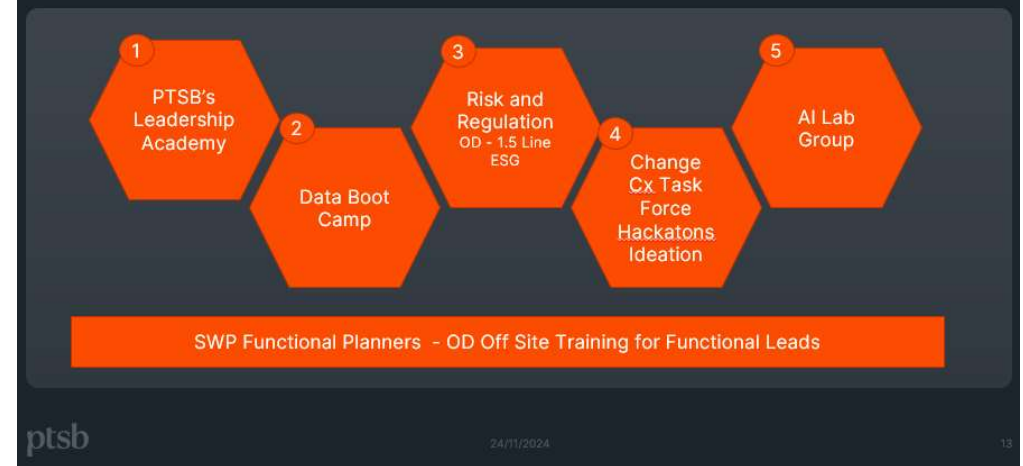 1
PTSB's
Leadership
Academy
2
Data Boot
Camp
3
Risk and
Regulation
OD - 1.5 Line
ESG
4
Change
Cx Task
Force
Hackatons
Ideation
5
AI Lab
Group
SWP Functional Planners  - OD Off Site Training for Functional Leads
ptsb
24/11/2024
13